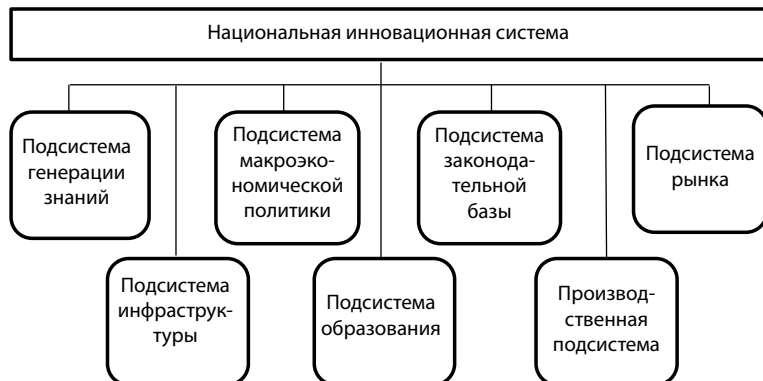 Национальная инновационная система
Подсистема
генерации
знаний
Подсистема
макроэко-
номической
политики
Подсистема
законода-
тельной
базы
Подсистема
рынка
Подсистема
инфраструк-
туры
Подсистема
образования
Производ-
ственная
подсистема